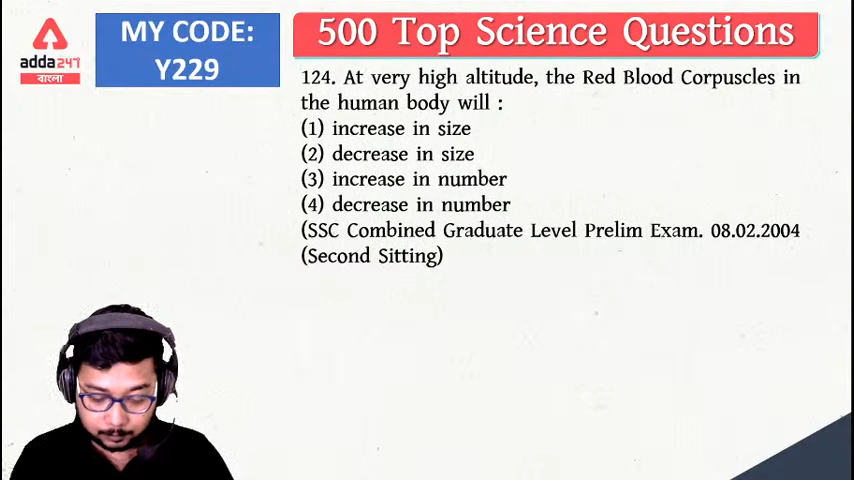 adda247
বাংলা
MY CODE:
Y229
500 Top Science Questions
124. At very high altitude, the Red Blood Corpuscles in
the human body will :
(1) increase in size
(2) decrease in size
(3) increase in number
(4) decrease in number
(SSC Combined Graduate Level Prelim Exam. 08.02.2004
(Second Sitting)